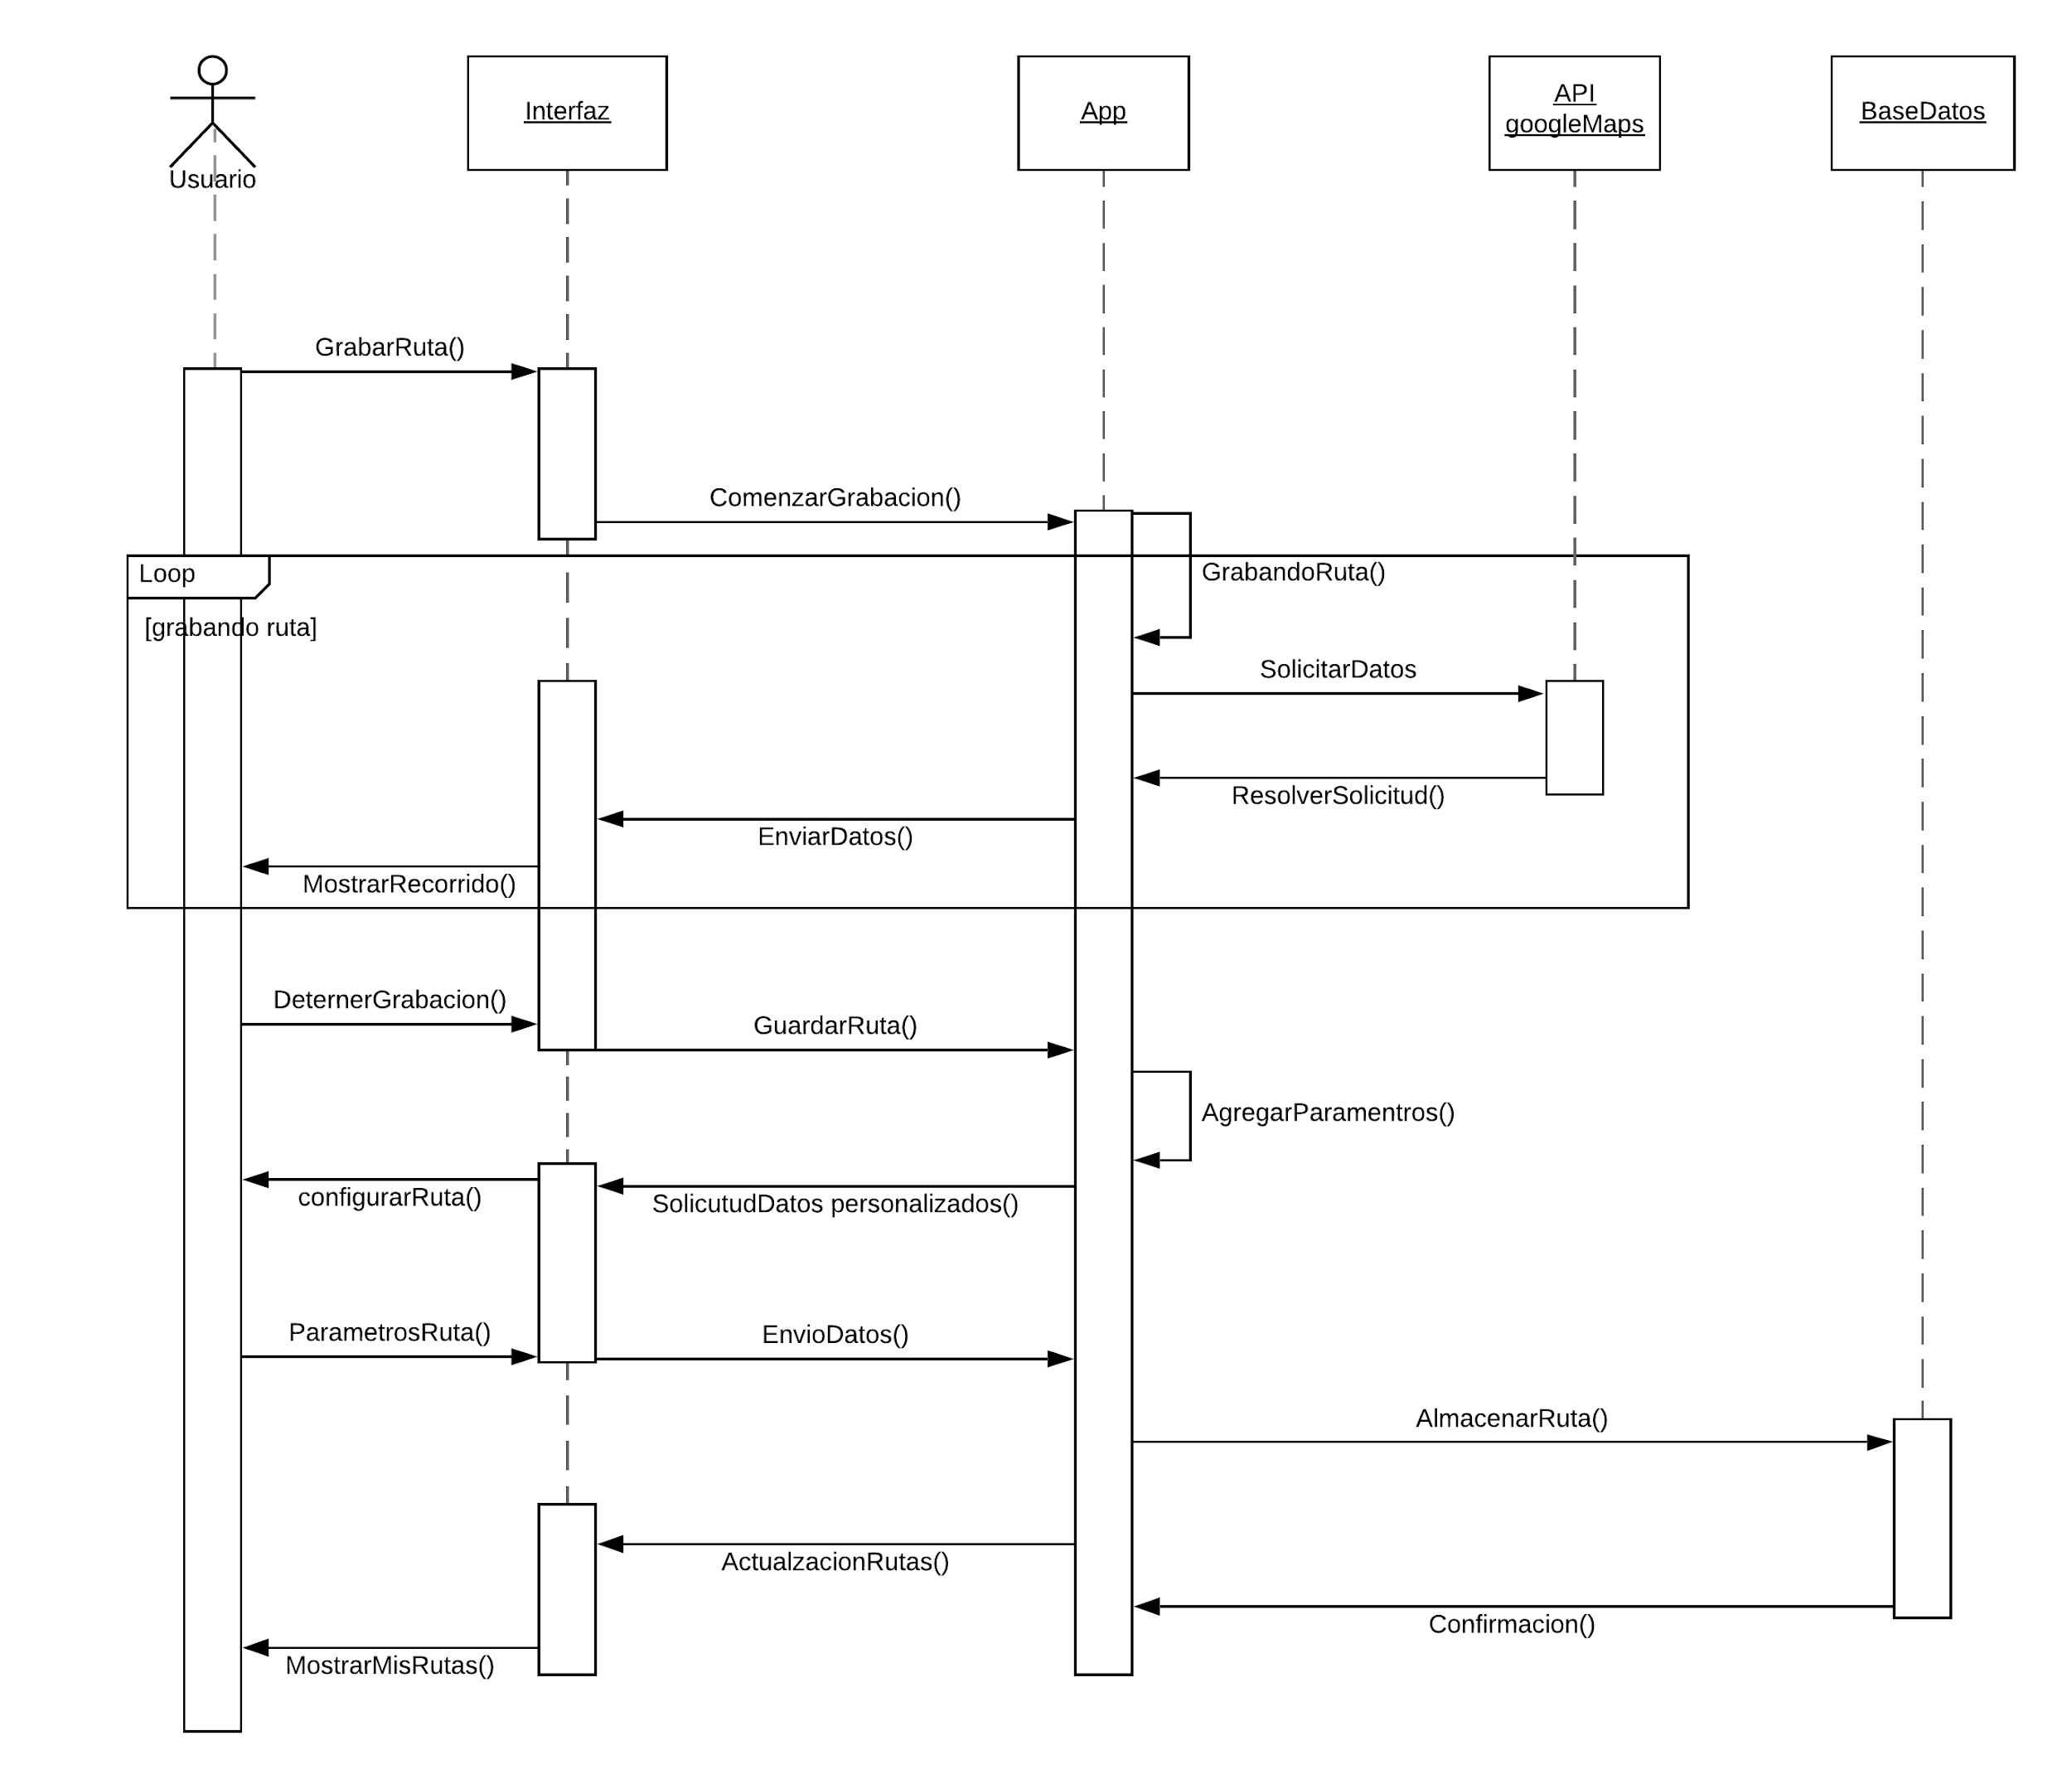 Usuario
Interfaz
App
API
googleMaps
BaseDatos
GrabarRuta()
ComenzarGrabacion()
Loop
GrabandoRuta()
[grabando ruta]
SolicitarDatos
ResolverSolicitud()
EnviarDatos()
MostrarRecorrido()
DeternerGrabacion()
GuardarRuta()
AgregarParamentros()
configurarRuta()
SolicutudDatos personalizados()
ParametrosRuta()
EnvioDatos()
AlmacenarRuta()
ActualzacionRutas()
Confirmacion()
MostrarMisRutas()